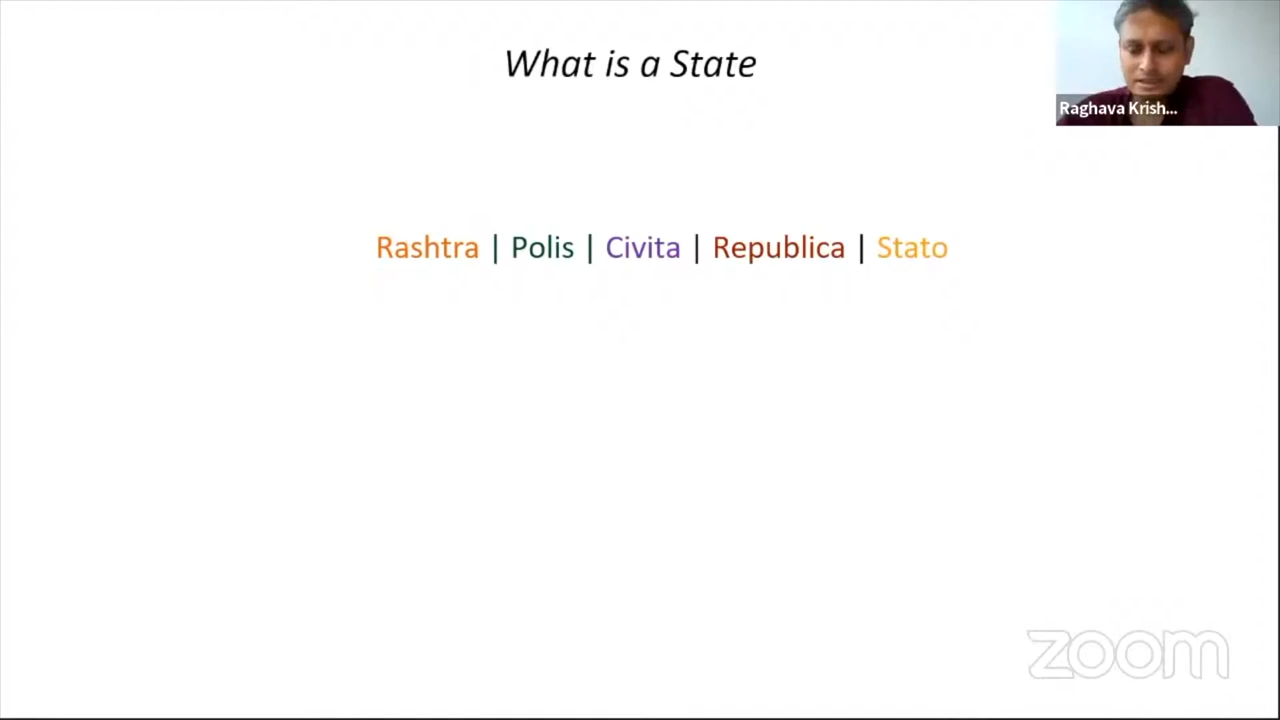 What is a State
Raghava Krish...
Rashtra | Polis | Civita | Republica | Stato
zoom